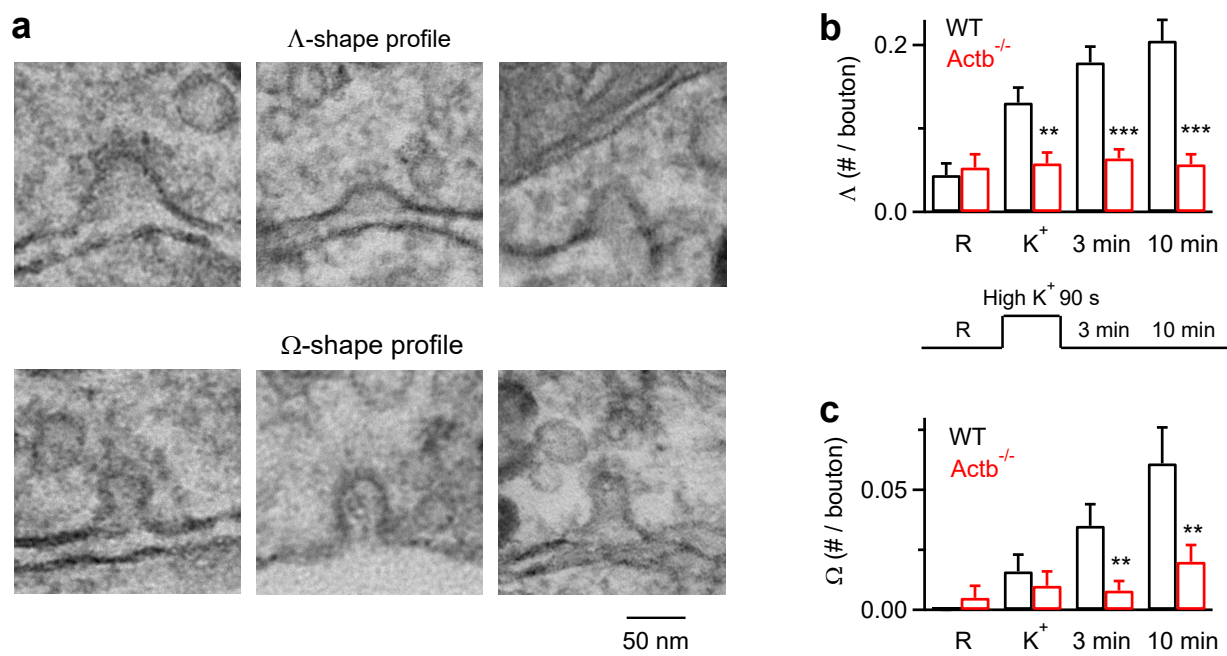 a
Λ-shape profile
Ω-shape profile
50 nm
b
WT
Actb-/-
Λ (# / bouton)
0.2
0.0
** *** ***
R K+ 3 min 10 min
High K+ 90 s
R 3 min 10 min
c
WT
Actb-/-
Ω (# / bouton)
0.05
0.00
** **
R K+ 3 min 10 min